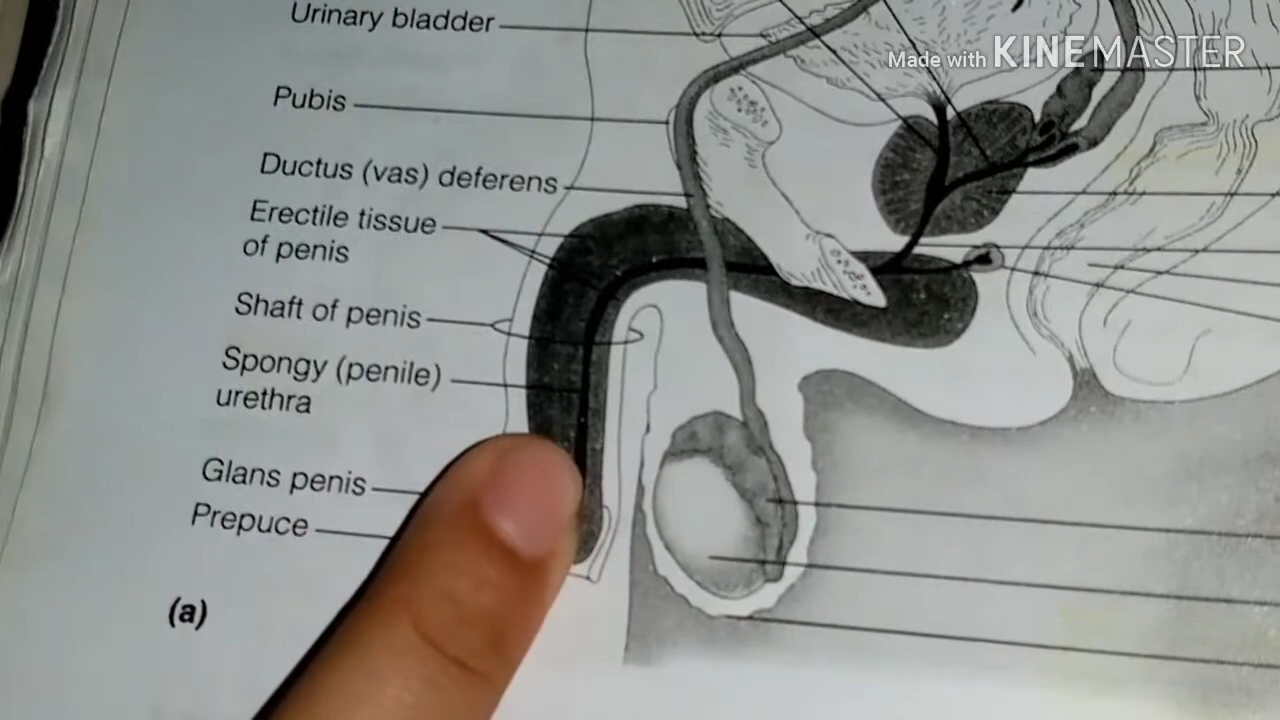 Urinary bladder
Made with KINEMASTER
Pubis
Ductus (vas) deferens
Erectile tissue
of penis
Shaft of penis
Spongy (penile)
urethra
Glans penis
Prepuce
(a)